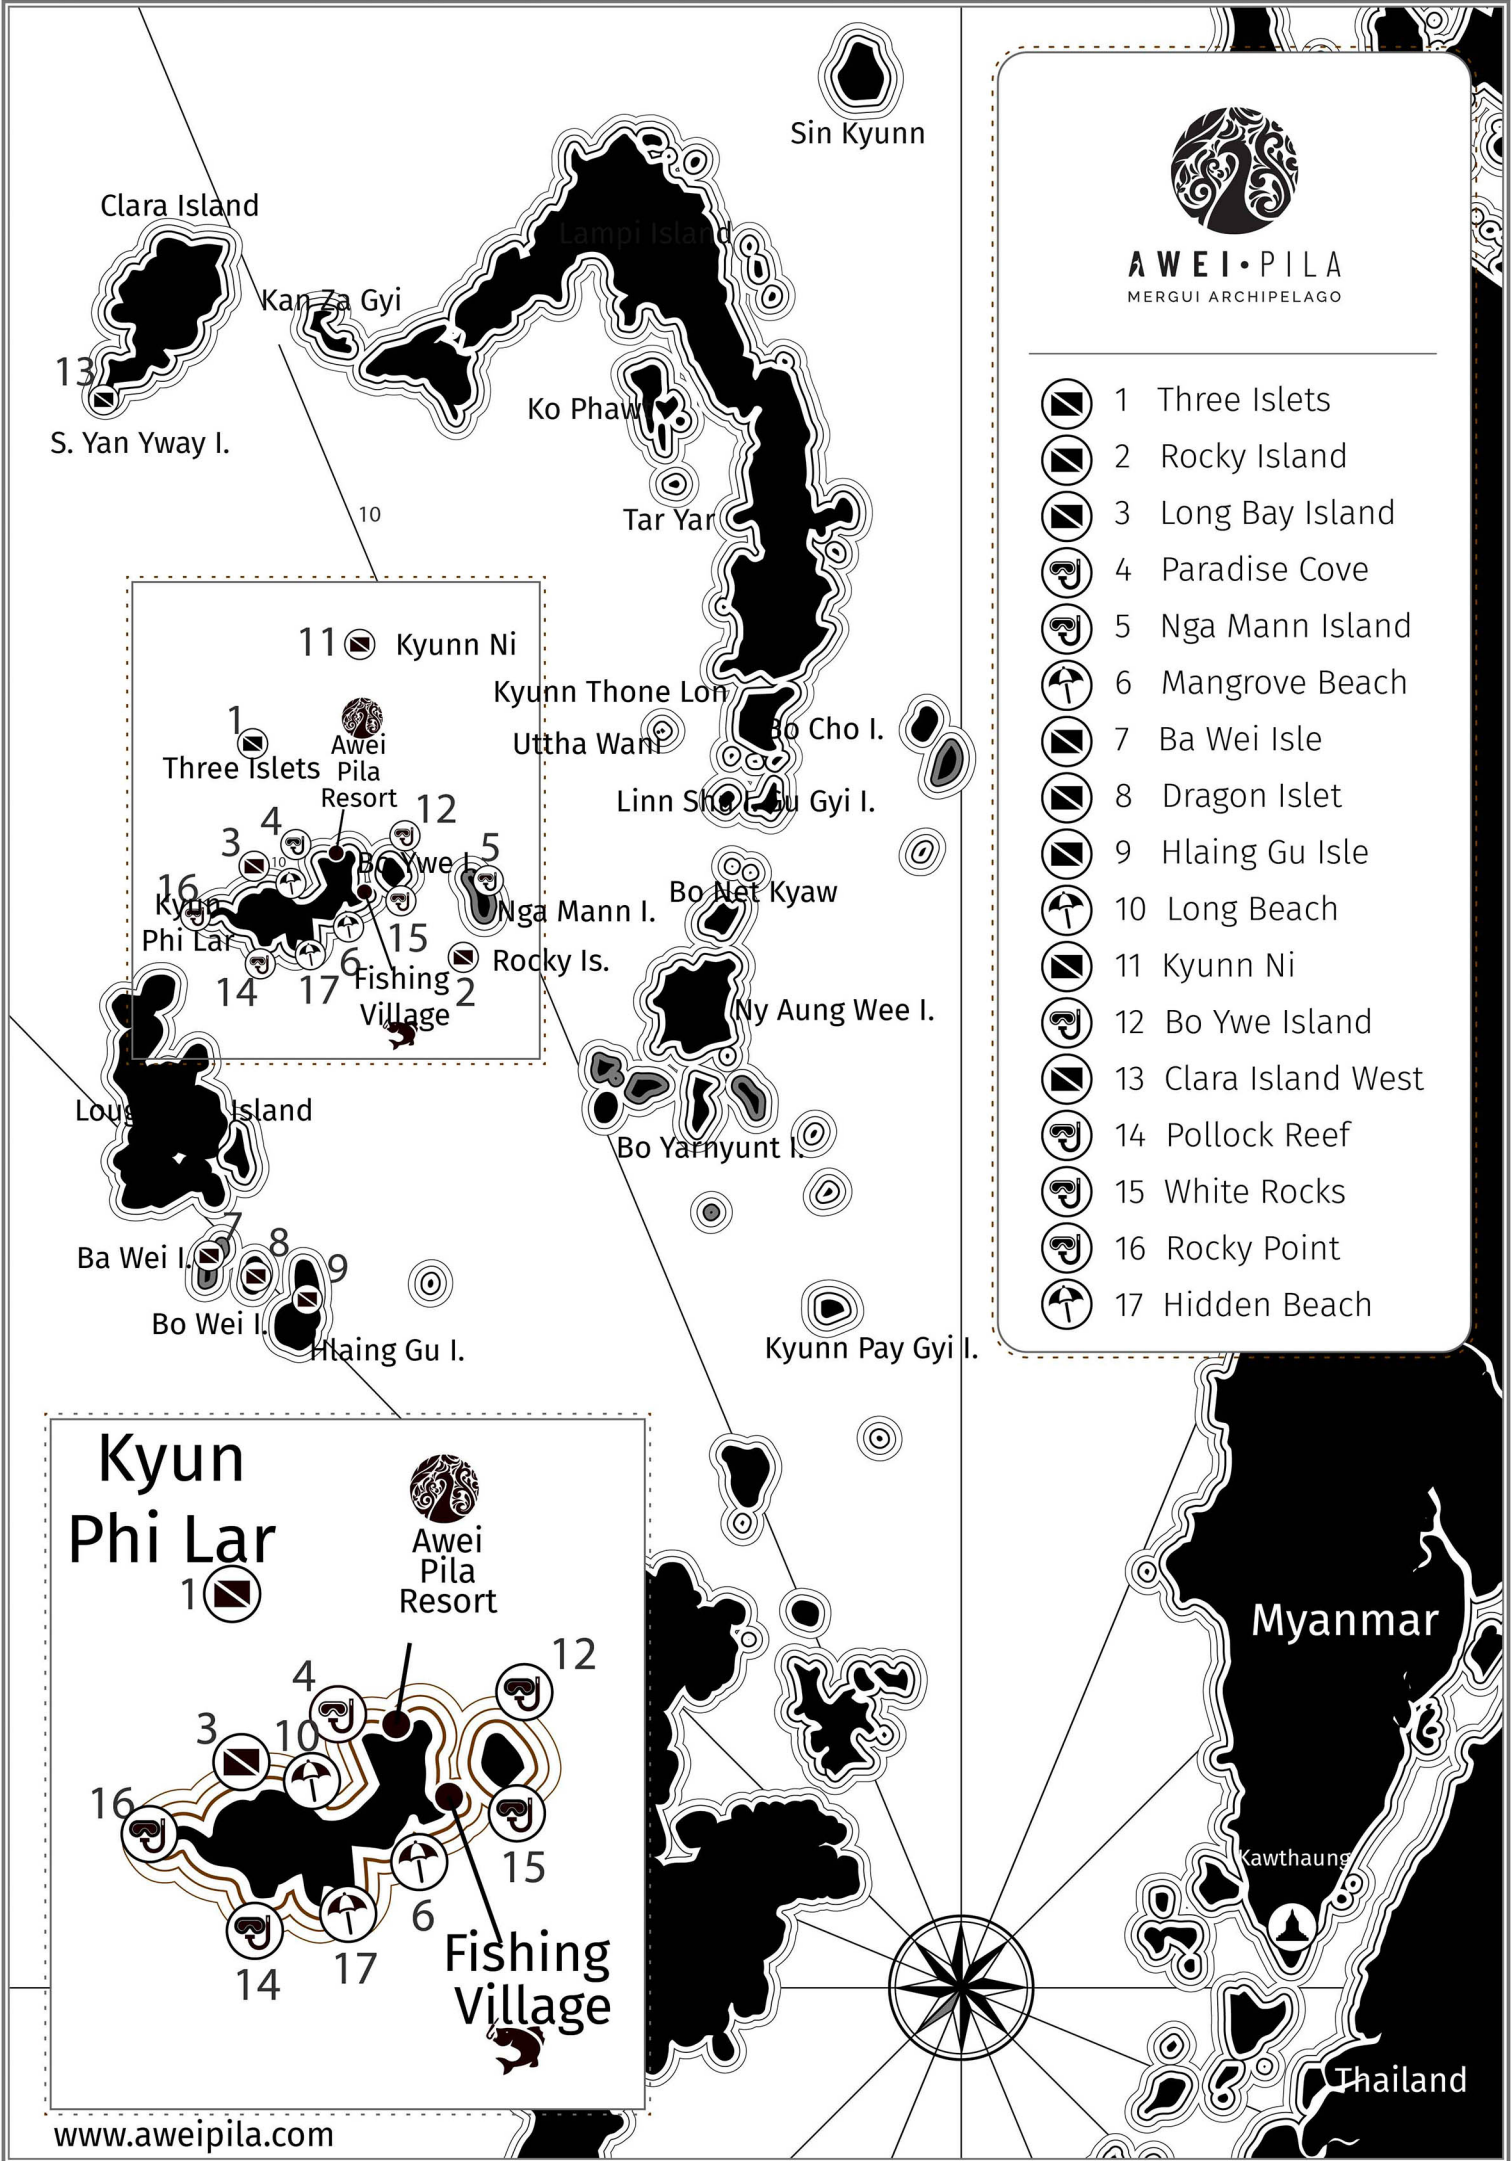 Sin Kyunn
Clara Island
Lampi Island
Kan Za Gyi
13
S. Yan Yway I.
Ko Phaw
Tar Yar
10
11 Kyunn Ni
1
Three Islets
Awei
Pila
Resort
Kyunn Thone Lon
Uttha Wani
Bo Cho I.
Linn Shu I.
Gu Gyi I.
12
4
3
10
5
Bo Ywe I.
16
Kyun
Phi Lar
Nga Mann I.
15
6
Rocky Is.
14
17
2
Fishing
Village
Bo Net Kyaw
Ny Aung Wee I.
Island
Bo Yarnyunt I.
7
8
9
Ba Wei I.
Bo Wei I.
Hlaing Gu I.
Kyunn Pay Gyi I.
AWEI•PILA
MERGUI ARCHIPELAGO
1 Three Islets
2 Rocky Island
3 Long Bay Island
4 Paradise Cove
5 Nga Mann Island
6 Mangrove Beach
7 Ba Wei Isle
8 Dragon Islet
9 Hlaing Gu Isle
10 Long Beach
11 Kyunn Ni
12 Bo Ywe Island
13 Clara Island West
14 Pollock Reef
15 White Rocks
16 Rocky Point
17 Hidden Beach
Kyun
Phi Lar
1
Awei
Pila
Resort
4
12
3
10
16
15
6
17
14
Fishing
Village
Myanmar
Kawthaung
Thailand
www.aweipila.com